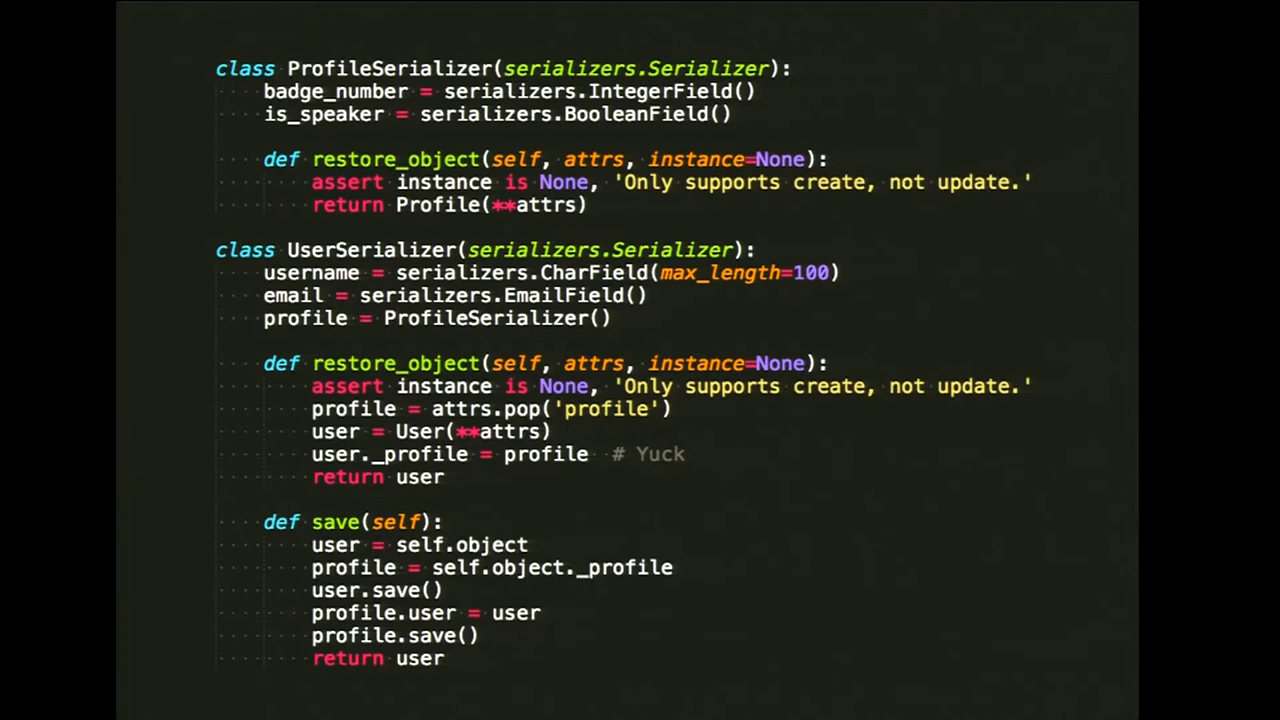 class ProfileSerializer(serializers.Serializer):
    badge_number = serializers.IntegerField()
    is_speaker = serializers.BooleanField()
    def restore_object(self, attrs, instance=None):
        assert instance is None, 'Only supports create, not update.'
        return Profile(**attrs)
class UserSerializer(serializers.Serializer):
    username = serializers.CharField(max_length=100)
    email = serializers.EmailField()
    profile = ProfileSerializer()
    def restore_object(self, attrs, instance=None):
        assert instance is None, 'Only supports create, not update.'
        profile = attrs.pop('profile')
        user = User(**attrs)
        user._profile = profile  # Yuck
        return user
    def save(self):
        user = self.object
        profile = self.object._profile
        user.save()
        profile.user = user
        profile.save()
        return user